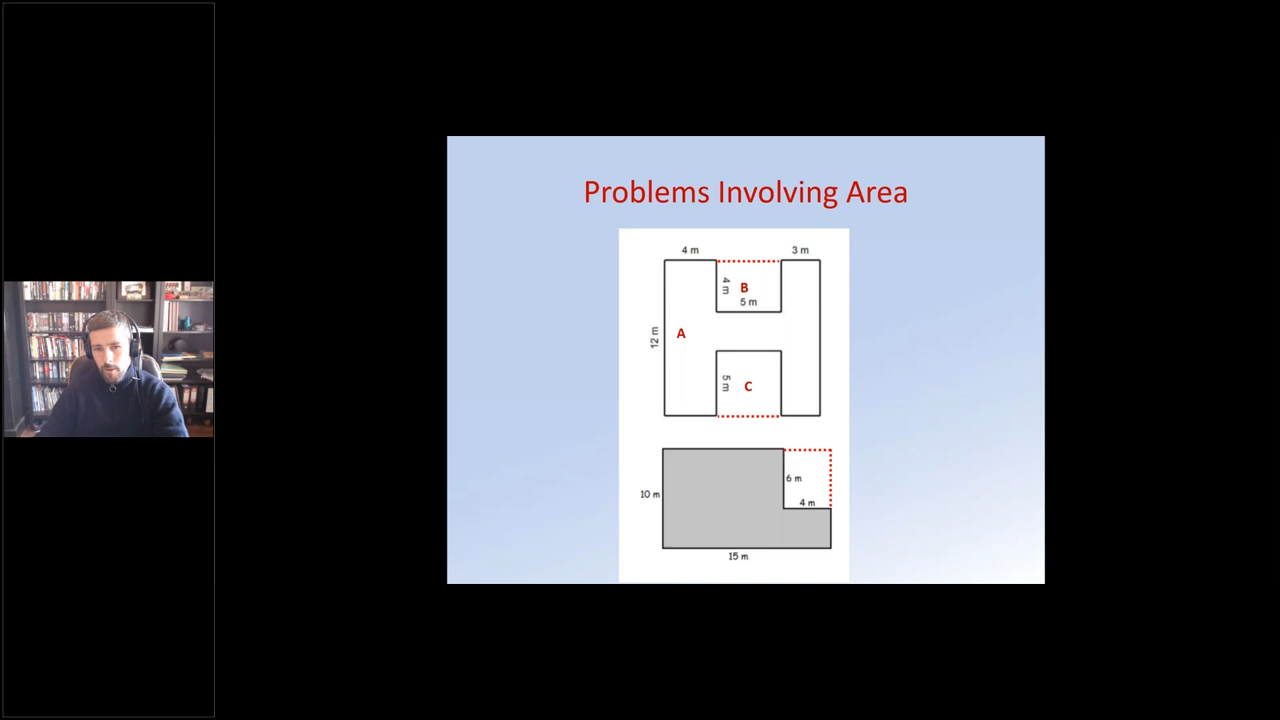 Problems Involving Area
4 m
3 m
4 m
B
5 m
A
12 m
5 m
C
6 m
10 m
4 m
15 m